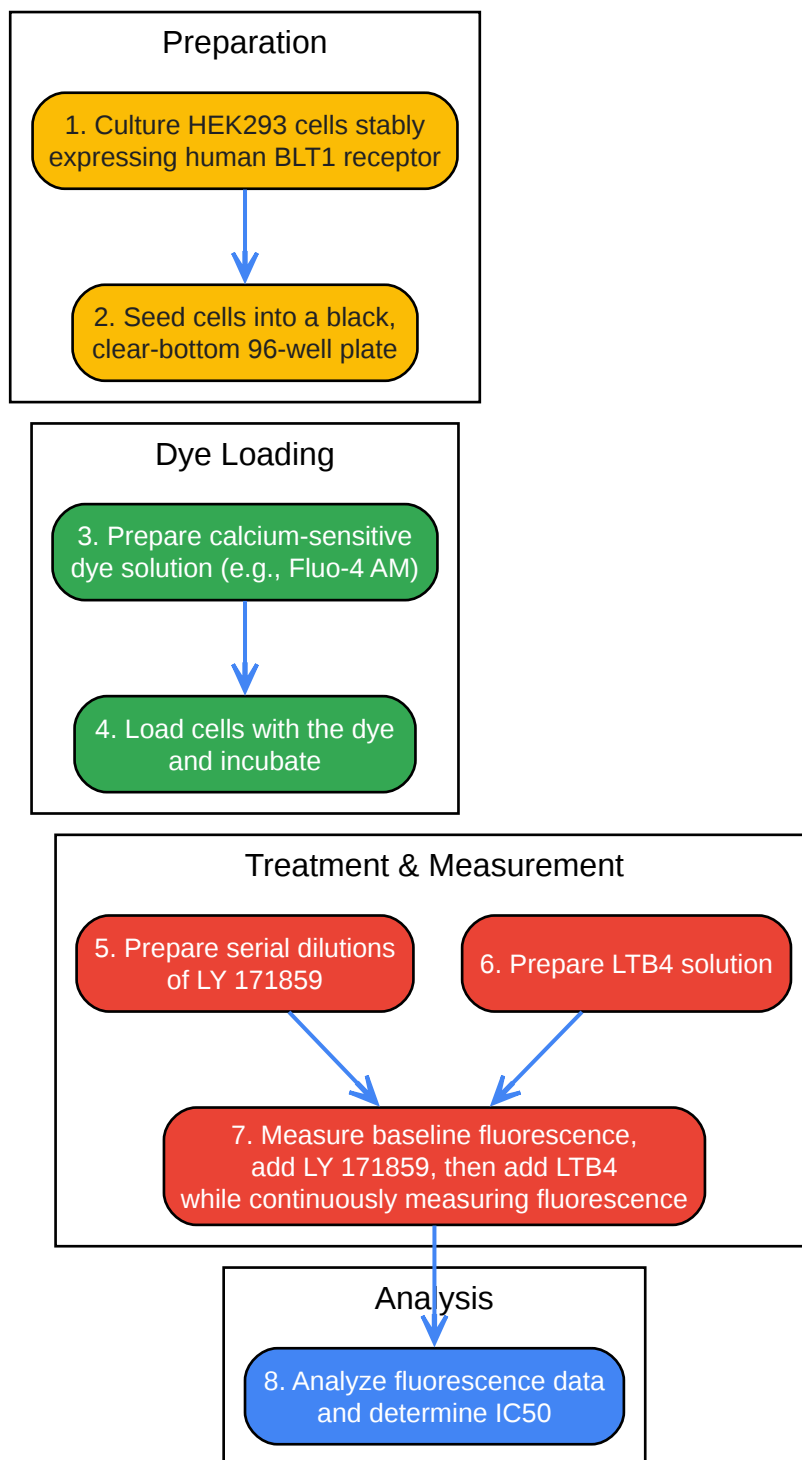 Preparation
1. Culture HEK293 cells stably
expressing human BLT1 receptor
2. Seed cells into a black,
clear-bottom 96-well plate
Dye Loading
3. Prepare calcium-sensitive
dye solution (e.g., Fluo-4 AM)
4. Load cells with the dye
and incubate
Treatment & Measurement
5. Prepare serial dilutions
of LY 171859
6. Prepare LTB4 solution
7. Measure baseline fluorescence,
add LY 171859, then add LTB4
while continuously measuring fluorescence
Analysis
8. Analyze fluorescence data
and determine IC50